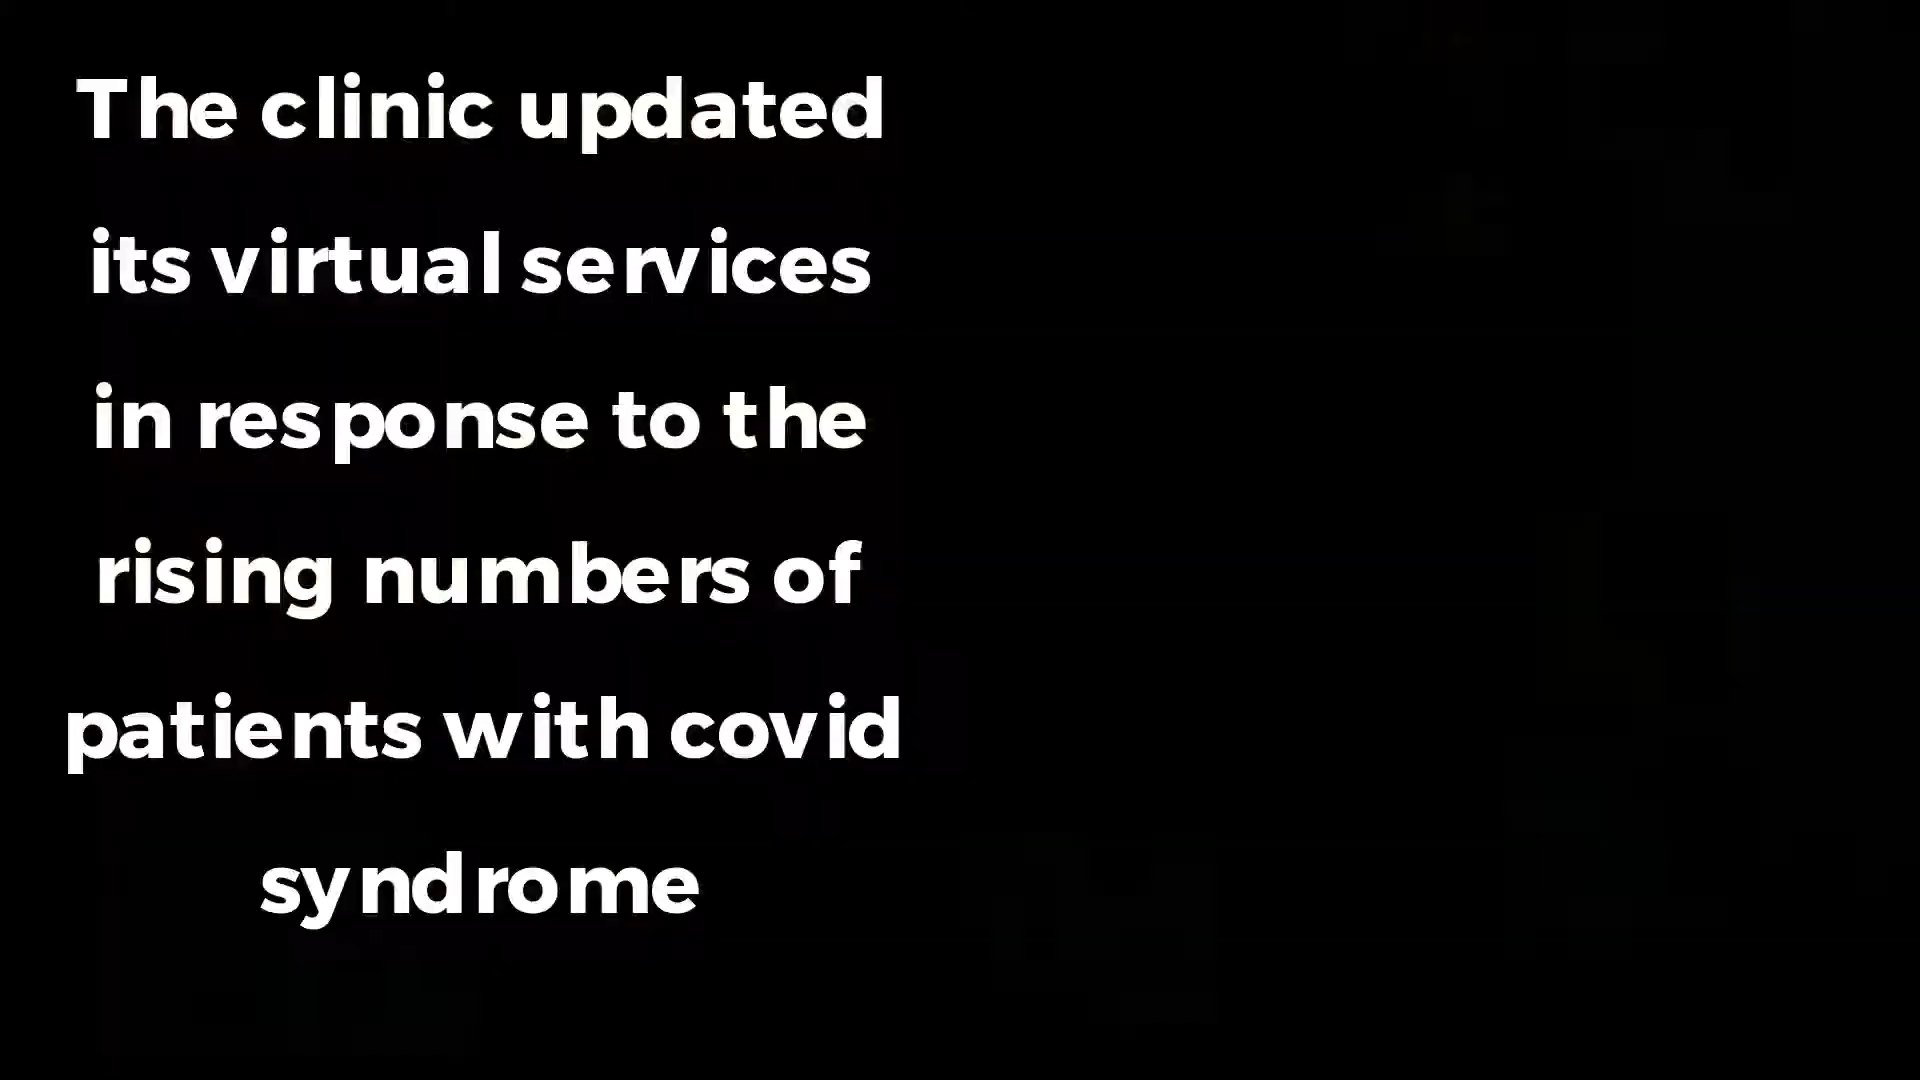 The clinic updated
its virtual services
in response to the
rising numbers of
patients with covid
syndrome